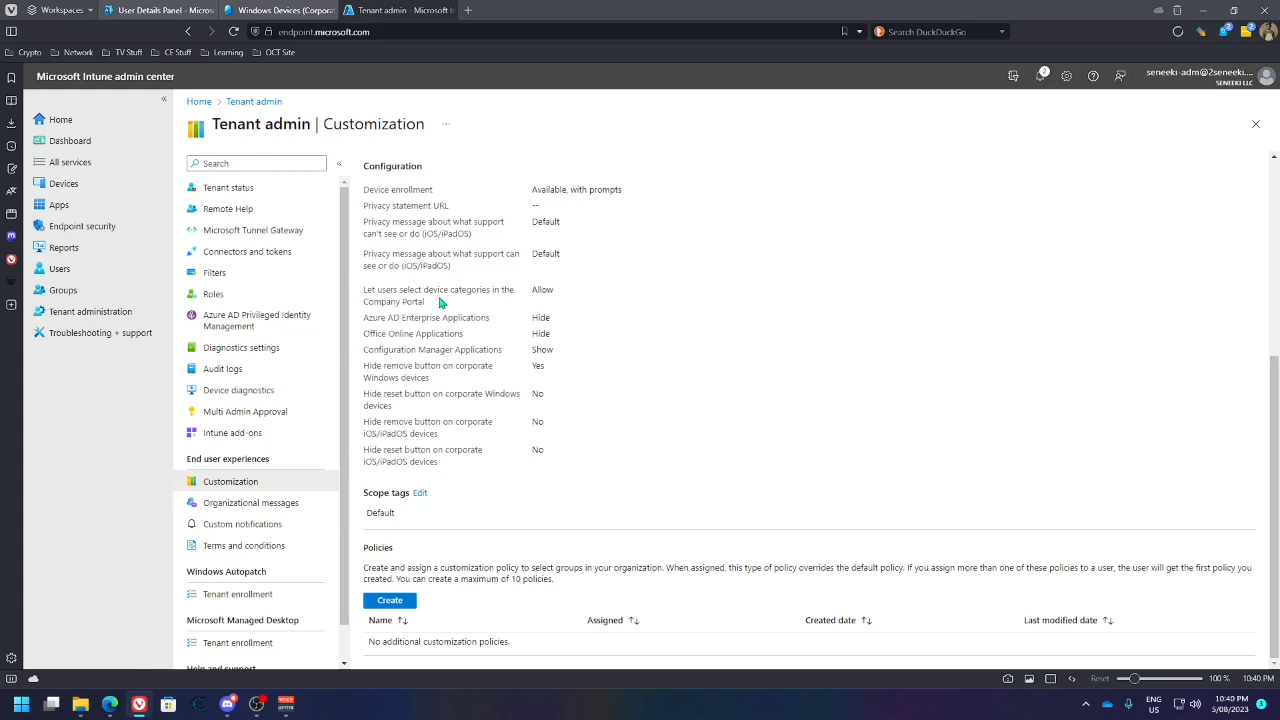 Workspaces
User Details Panel - Micros
Windows Devices (Corpora
Tenant admin - Microsoft I
endpoint.microsoft.com
Search DuckDuckGo
Crypto
Network
TV Stuff
CF Stuff
Learning
OCT Site
Microsoft Intune admin center
2
seneeki-adm@2seneeki....
SENEEKI LLC
Home
Dashboard
All services
Devices
Apps
Endpoint security
Reports
Users
Groups
Tenant administration
Troubleshooting + support
Home > Tenant admin
Tenant admin | Customization
Search
Tenant status
Remote Help
Microsoft Tunnel Gateway
Connectors and tokens
Filters
Roles
Azure AD Privileged Identity
Management
Diagnostics settings
Audit logs
Device diagnostics
Multi Admin Approval
Intune add-ons
End user experiences
Customization
Organizational messages
Custom notifications
Terms and conditions
Windows Autopatch
Tenant enrollment
Microsoft Managed Desktop
Tenant enrollment
Help and support
Configuration
Device enrollment Available, with prompts
Privacy statement URL --
Privacy message about what support Default
can't see or do (iOS/iPadOS)
Privacy message about what support can Default
see or do (iOS/iPadOS)
Let users select device categories in the Allow
Company Portal
Azure AD Enterprise Applications Hide
Office Online Applications Hide
Configuration Manager Applications Show
Hide remove button on corporate Yes
Windows devices
Hide reset button on corporate Windows No
devices
Hide remove button on corporate No
iOS/iPadOS devices
Hide reset button on corporate No
iOS/iPadOS devices
Scope tags Edit
Default
Policies
Create and assign a customization policy to select groups in your organization. When assigned, this type of policy overrides the default policy. If you assign more than one of these policies to a user, the user will get the first policy you
created. You can create a maximum of 10 policies.
Create
Name Assigned Created date Last modified date
No additional customization policies.
Reset 100 % 10:40 PM
ENG
US
10:40 PM
5/08/2023
3